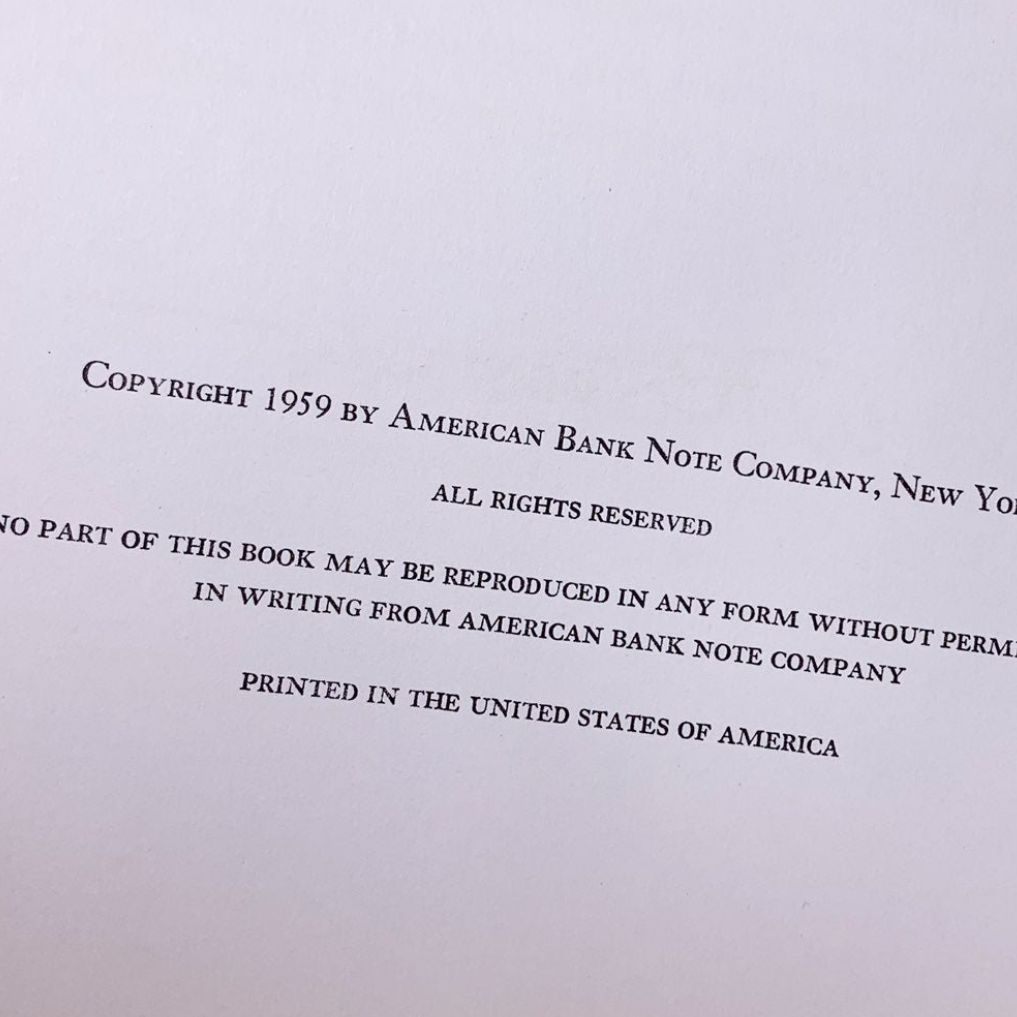 Copyright 1959 by American Bank Note Company, New
ALL RIGHTS RESERVED
NO PART OF THIS BOOK MAY BE REPRODUCED IN ANY FORM WITHOUT
IN WRITING FROM AMERICAN BANK NOTE COMPANY
PRINTED IN THE UNITED STATES OF AMERICA